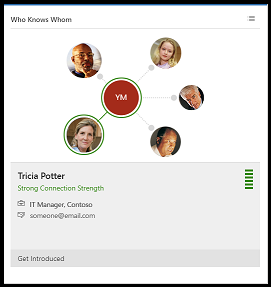 Who Knows Whom
YM
Tricia Potter
Strong Connection Strength
IT Manager, Contoso
someone@email.com
Get Introduced